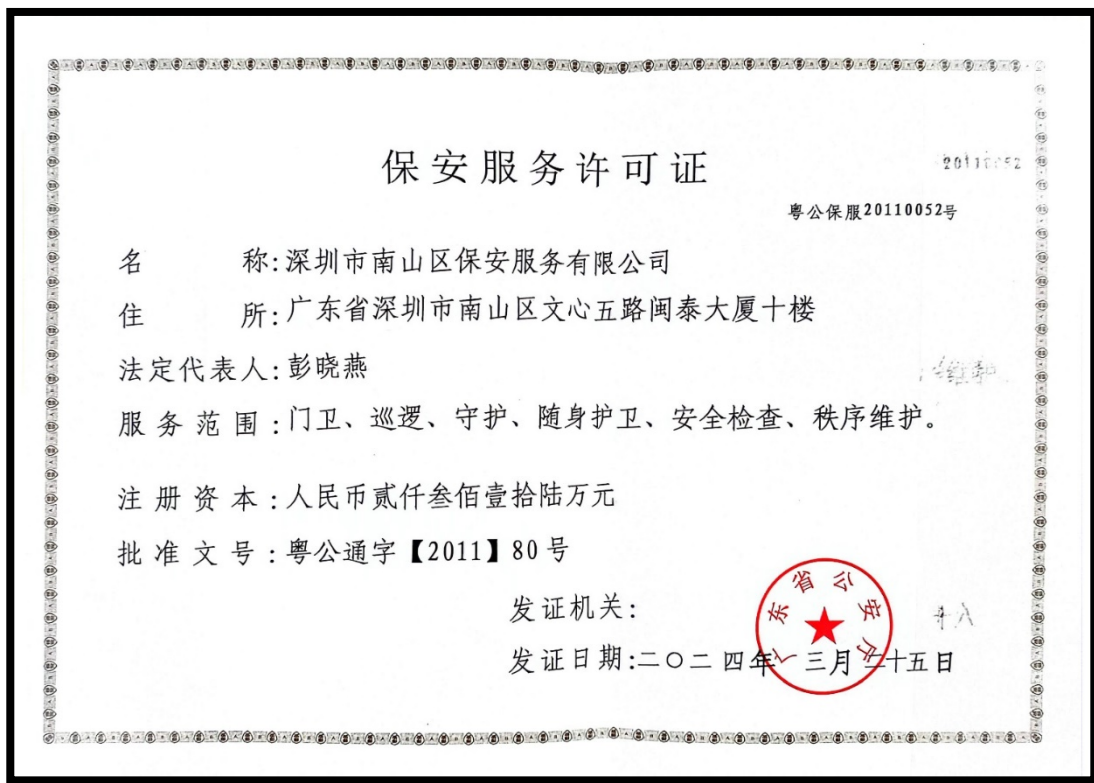 保安服务许可证
粤公保服20110052号
名称:深圳市南山区保安服务有限公司
住所:广东省深圳市南山区文心五路闽泰大厦十楼
法定代表人:彭晓燕
服务范围:门卫、巡逻、守护、随身护卫、安全检查、秩序维护。
注册资本:人民币贰仟叁佰壹拾陆万元
批准文号:粤公通字【2011】80号
发证机关:
广东省公安厅
发证日期:二〇二四年三月二十五日